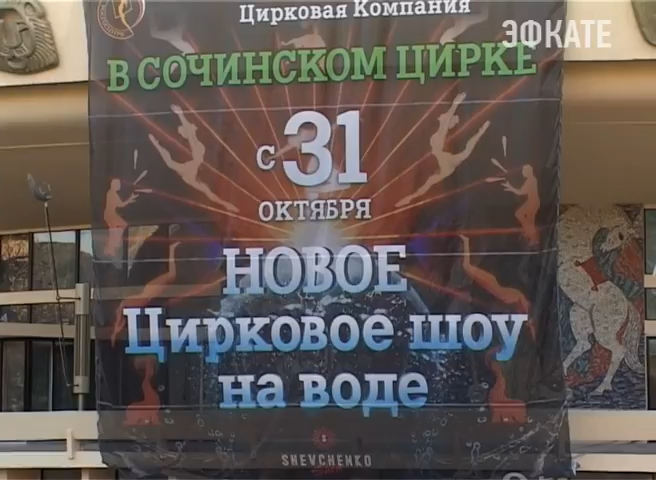 Цирковая Компания
ЭФКАТЕ
В СОЧИНСКОМ ЦИРКЕ
с 31
ОКТЯБРЯ
НОВОЕ
Цирковое шоу
на воде
SHEVCHENKO